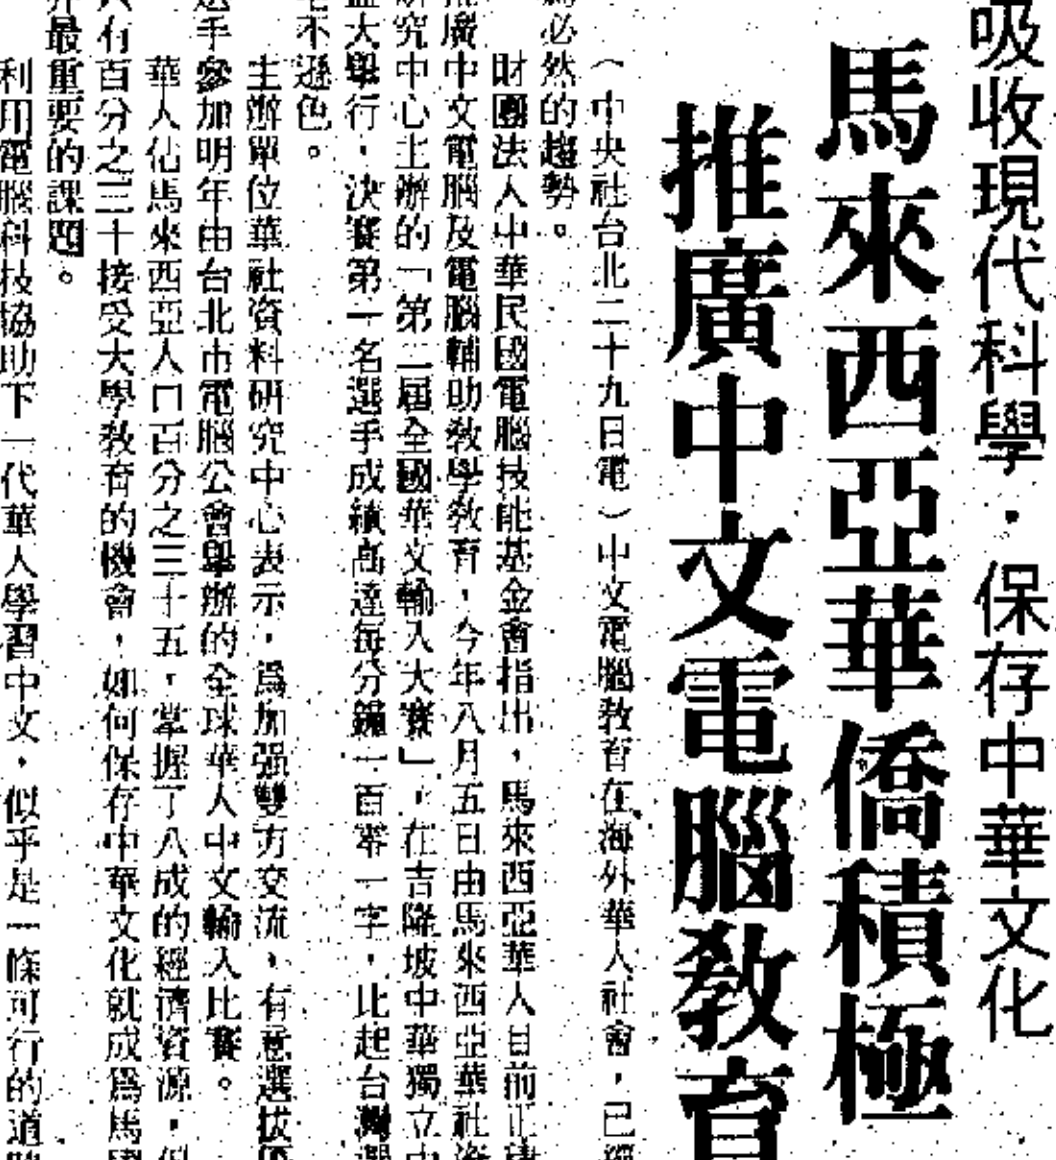 吸收現代科學．保存中華文化
馬來西亞華僑積極
推廣中文電腦教育
（中央社台北二十九日電）中文電腦教育在海外華人社會，已經
為必然的趨勢。
財團法人中華民國電腦技能基金會指出，馬來西亞華人目前正積
推廣中文電腦及電腦輔助教學教育，今年八月五日由馬來西亞華社資
研究中心主辦的「第二屆全國華文輸入大賽」，在吉隆坡中華獨立中
盛大舉行，決賽第一名選手成績高達每分鐘一百零一字，比起台灣選
毫不遜色。
主辦單位華社資料研究中心表示，爲加强雙方交流，有意選拔優
選手參加明年由台北市電腦公會舉辦的全球華人中文輸入比賽。
華人佔馬來西亞人口百分之三十五，掌握了八成的經濟資源，但
只有百分之三十接受大學教育的機會，如何保存中華文化就成爲馬國
最重要的課題。
利用電腦科技協助下一代華人學習中文，似乎是一條可行的道